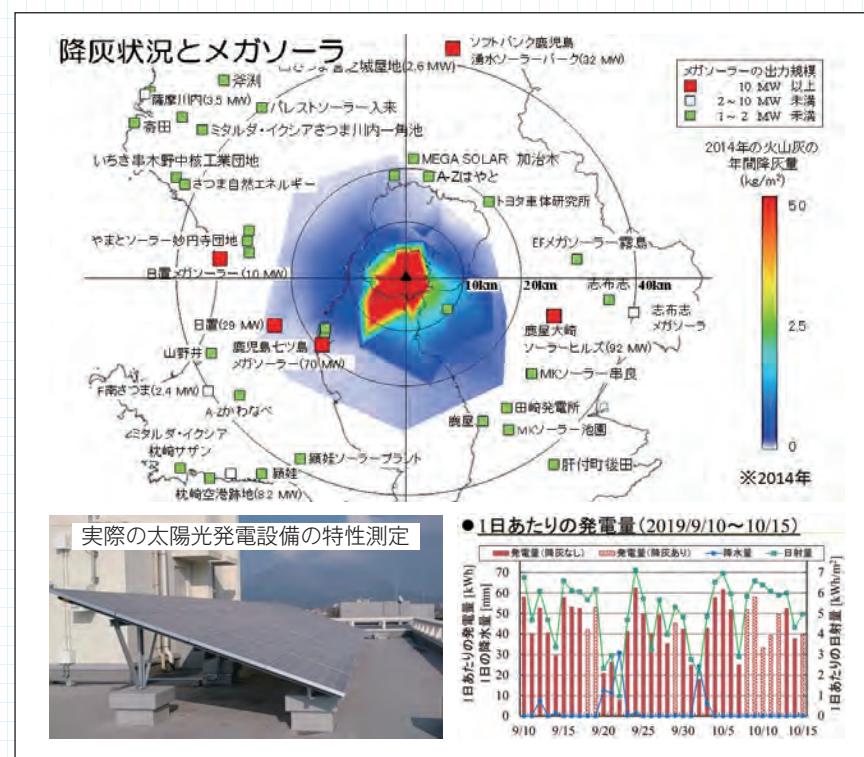 降灰状況とメガソーラ
ソフトバンク鹿児島
湧水ソーラーパーク(32 MW)
メガソーラーの出力規模
10 MW 以上
2～10 MW 未満
1～2 MW 未満
斧渕
薩摩川内(3.5 MW)
寄田
パレストソーラー入来
ミタルダ・イクシアさつま川内一角池
いちき串木野中核工業団地
さつま自然エネルギー
MEGA SOLAR 加治木
A-Zはやと
トヨタ車体研究所
2014年の火山灰の
年間降灰量
(kg/m²)
50
2.5
0
やまとソーラー妙円寺団地
日置メガソーラー(10 MW)
EFメガソーラー霧島
志布志
10km
20km
40km
志布志
メガソーラ
日置(29 MW)
鹿児島七ツ島
メガソーラー(70 MW)
鹿屋大崎
ソーラーヒルズ(92 MW)
山野井
F南さつま(2.4 MW)
A-Zかわなべ
MKソーラー串良
田崎発電所
鹿屋
MKソーラー池園
ミタルダ・イクシア
枕崎サザン
頴娃ソーラープラント
頴娃
枕崎空港跡地(8.2 MW)
肝付町後田
※2014年
実際の太陽光発電設備の特性測定
●1日あたりの発電量(2019/9/10～10/15)
発電量(降灰なし) 発電量(降灰あり) 降水量 日射量
1日あたりの発電量 [kWh]
1日の降水量 [mm]
70
60
50
40
30
20
10
0
7
6
5
4
3
2
1
0
1日あたりの日射量 [kWh/m²]
9/10 9/15 9/20 9/25 9/30 10/5 10/10 10/15